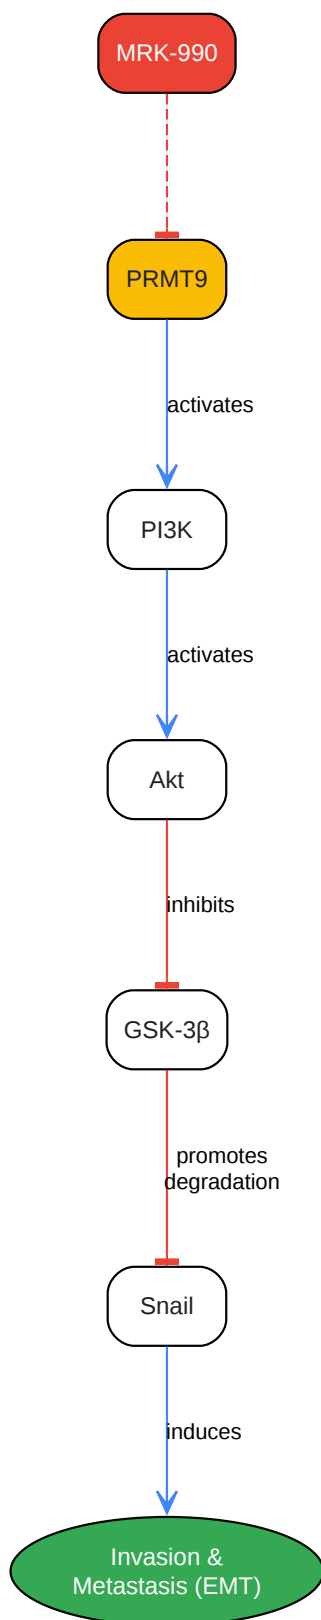 MRK-990
PRMT9
activates
PI3K
activates
Akt
inhibits
GSK-3β
promotes
degradation
Snail
induces
Invasion &
Metastasis (EMT)